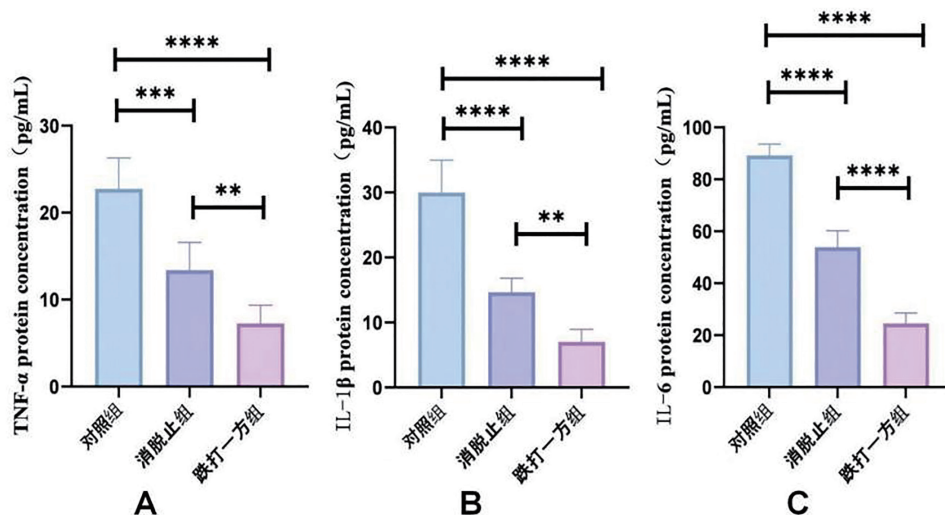 TNF-α protein concentration（pg/mL）
30
20
10
0
****
***
**
对照组
消脱止组
跌打一方组
A
IL-1β protein concentration（pg/mL）
40
30
20
10
0
****
****
**
对照组
消脱止组
跌打一方组
B
IL-6 protein concentration（pg/mL）
100
80
60
40
20
0
****
****
****
对照组
消脱止组
跌打一方组
C